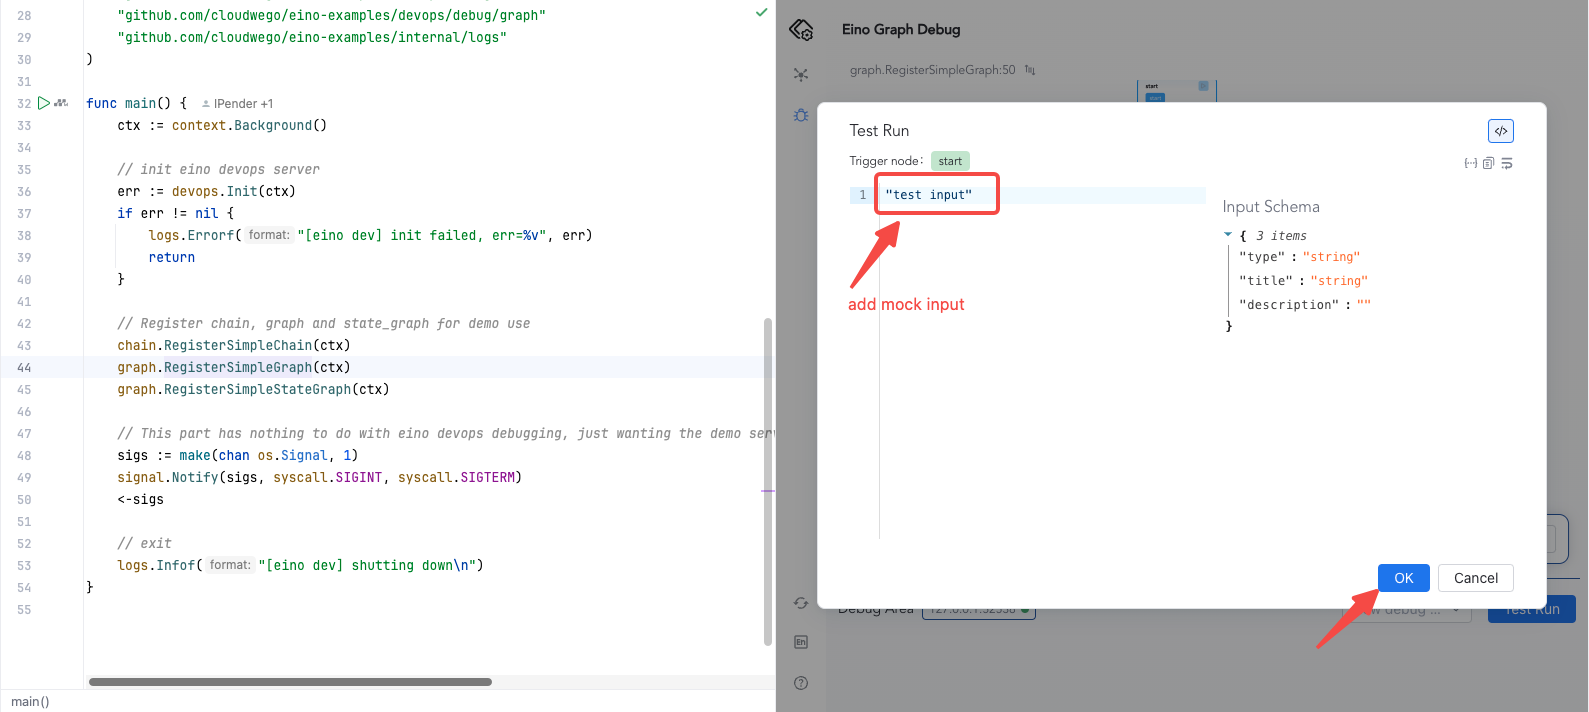 28 "github.com/cloudwego/eino-examples/devops/debug/graph"
29 "github.com/cloudwego/eino-examples/internal/logs"
30 )
31
32 func main() { IPender +1
33 ctx := context.Background()
34
35 // init eino devops server
36 err := devops.Init(ctx)
37 if err != nil {
38 logs.Errorf( format: "[eino dev] init failed, err=%v", err)
39 return
40 }
41
42 // Register chain, graph and state_graph for demo use
43 chain.RegisterSimpleChain(ctx)
44 graph.RegisterSimpleGraph(ctx)
45 graph.RegisterSimpleStateGraph(ctx)
46
47 // This part has nothing to do with eino devops debugging, just wanting the demo ser
48 sigs := make(chan os.Signal, 1)
49 signal.Notify(sigs, syscall.SIGINT, syscall.SIGTERM)
50 <-sigs
51
52 // exit
53 logs.Infof( format: "[eino dev] shutting down\n")
54 }
55
main()
Eino Graph Debug
graph.RegisterSimpleGraph:50
start
start
Test Run
</>
Trigger node: start
1 "test input"
add mock input
Input Schema
{ 3 items
"type" : "string"
"title" : "string"
"description" : ""
}
OK
Cancel
Debug Area
debug ...
Test Run
En
?